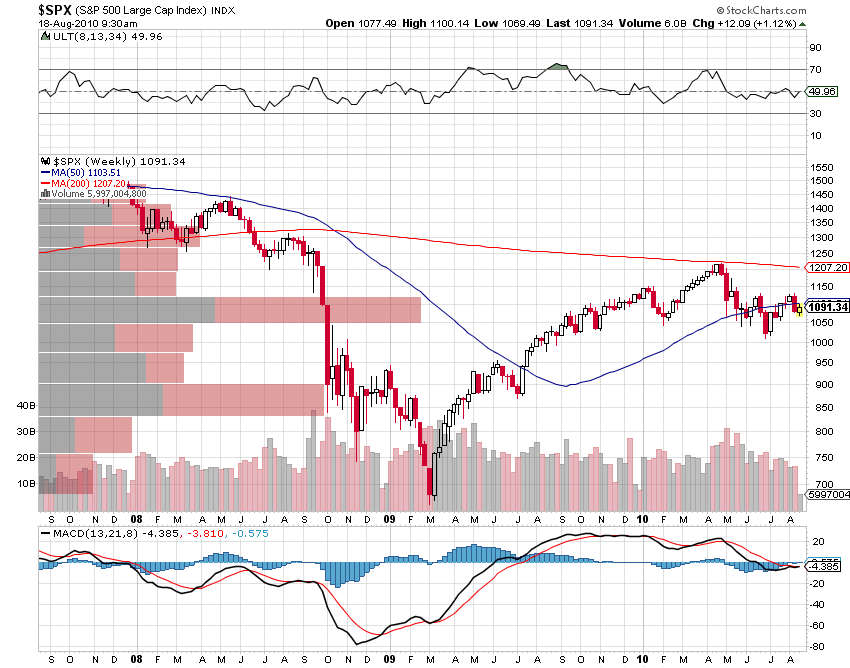 $SPX (S&P 500 Large Cap Index) INDX
© StockCharts.com
18-Aug-2010 9:30am
Open 1077.49 High 1100.14 Low 1069.49 Last 1091.34 Volume 6.0B Chg +12.09 (+1.12%)
ULT(8,13,34) 49.96
90
70
49.96
30
10
$SPX (Weekly) 1091.34
MA(50) 1103.51
MA(200) 1207.20
Volume 5,997,004,800
1550
1500
1450
1400
1350
1300
1250
1207.20
1150
1091.34
1050
1000
950
900
850
800
750
700
5997004
40B
30B
20B
10B
S O N D 08 F M A M J J A S O N D 09 F M A M J J A S O N D 10 F M A M J J A
MACD(13,21,8) -4.385, -3.810, -0.575
20
-4.385
-20
-40
-60
-80
S O N D 08 F M A M J J A S O N D 09 F M A M J J A S O N D 10 F M A M J J A